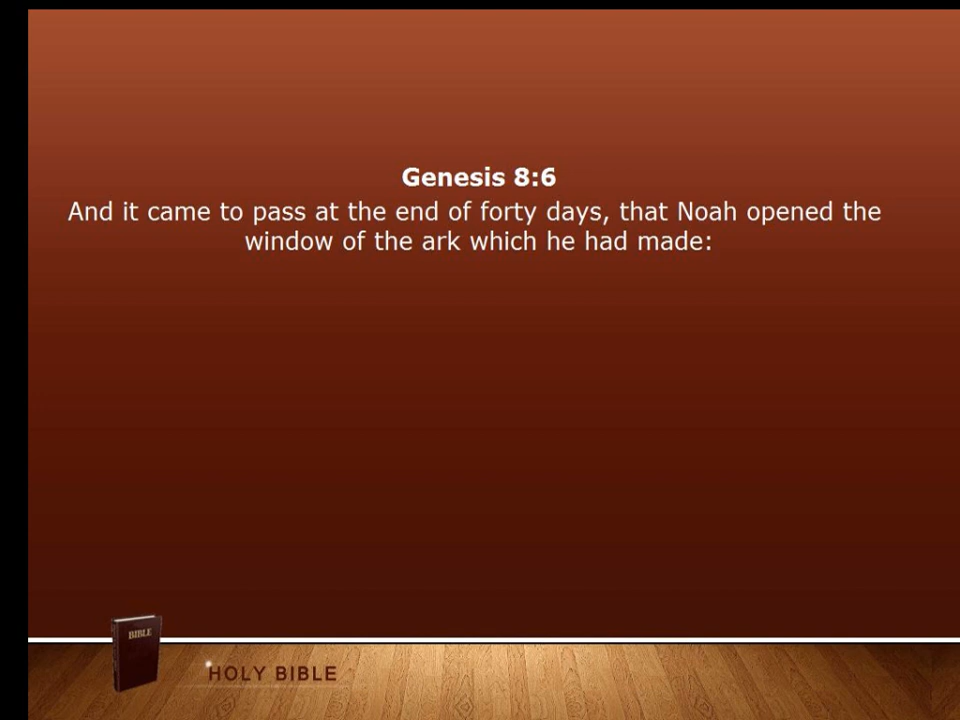 Genesis 8:6
And it came to pass at the end of forty days, that Noah opened the
window of the ark which he had made:
BIBLE
HOLY BIBLE